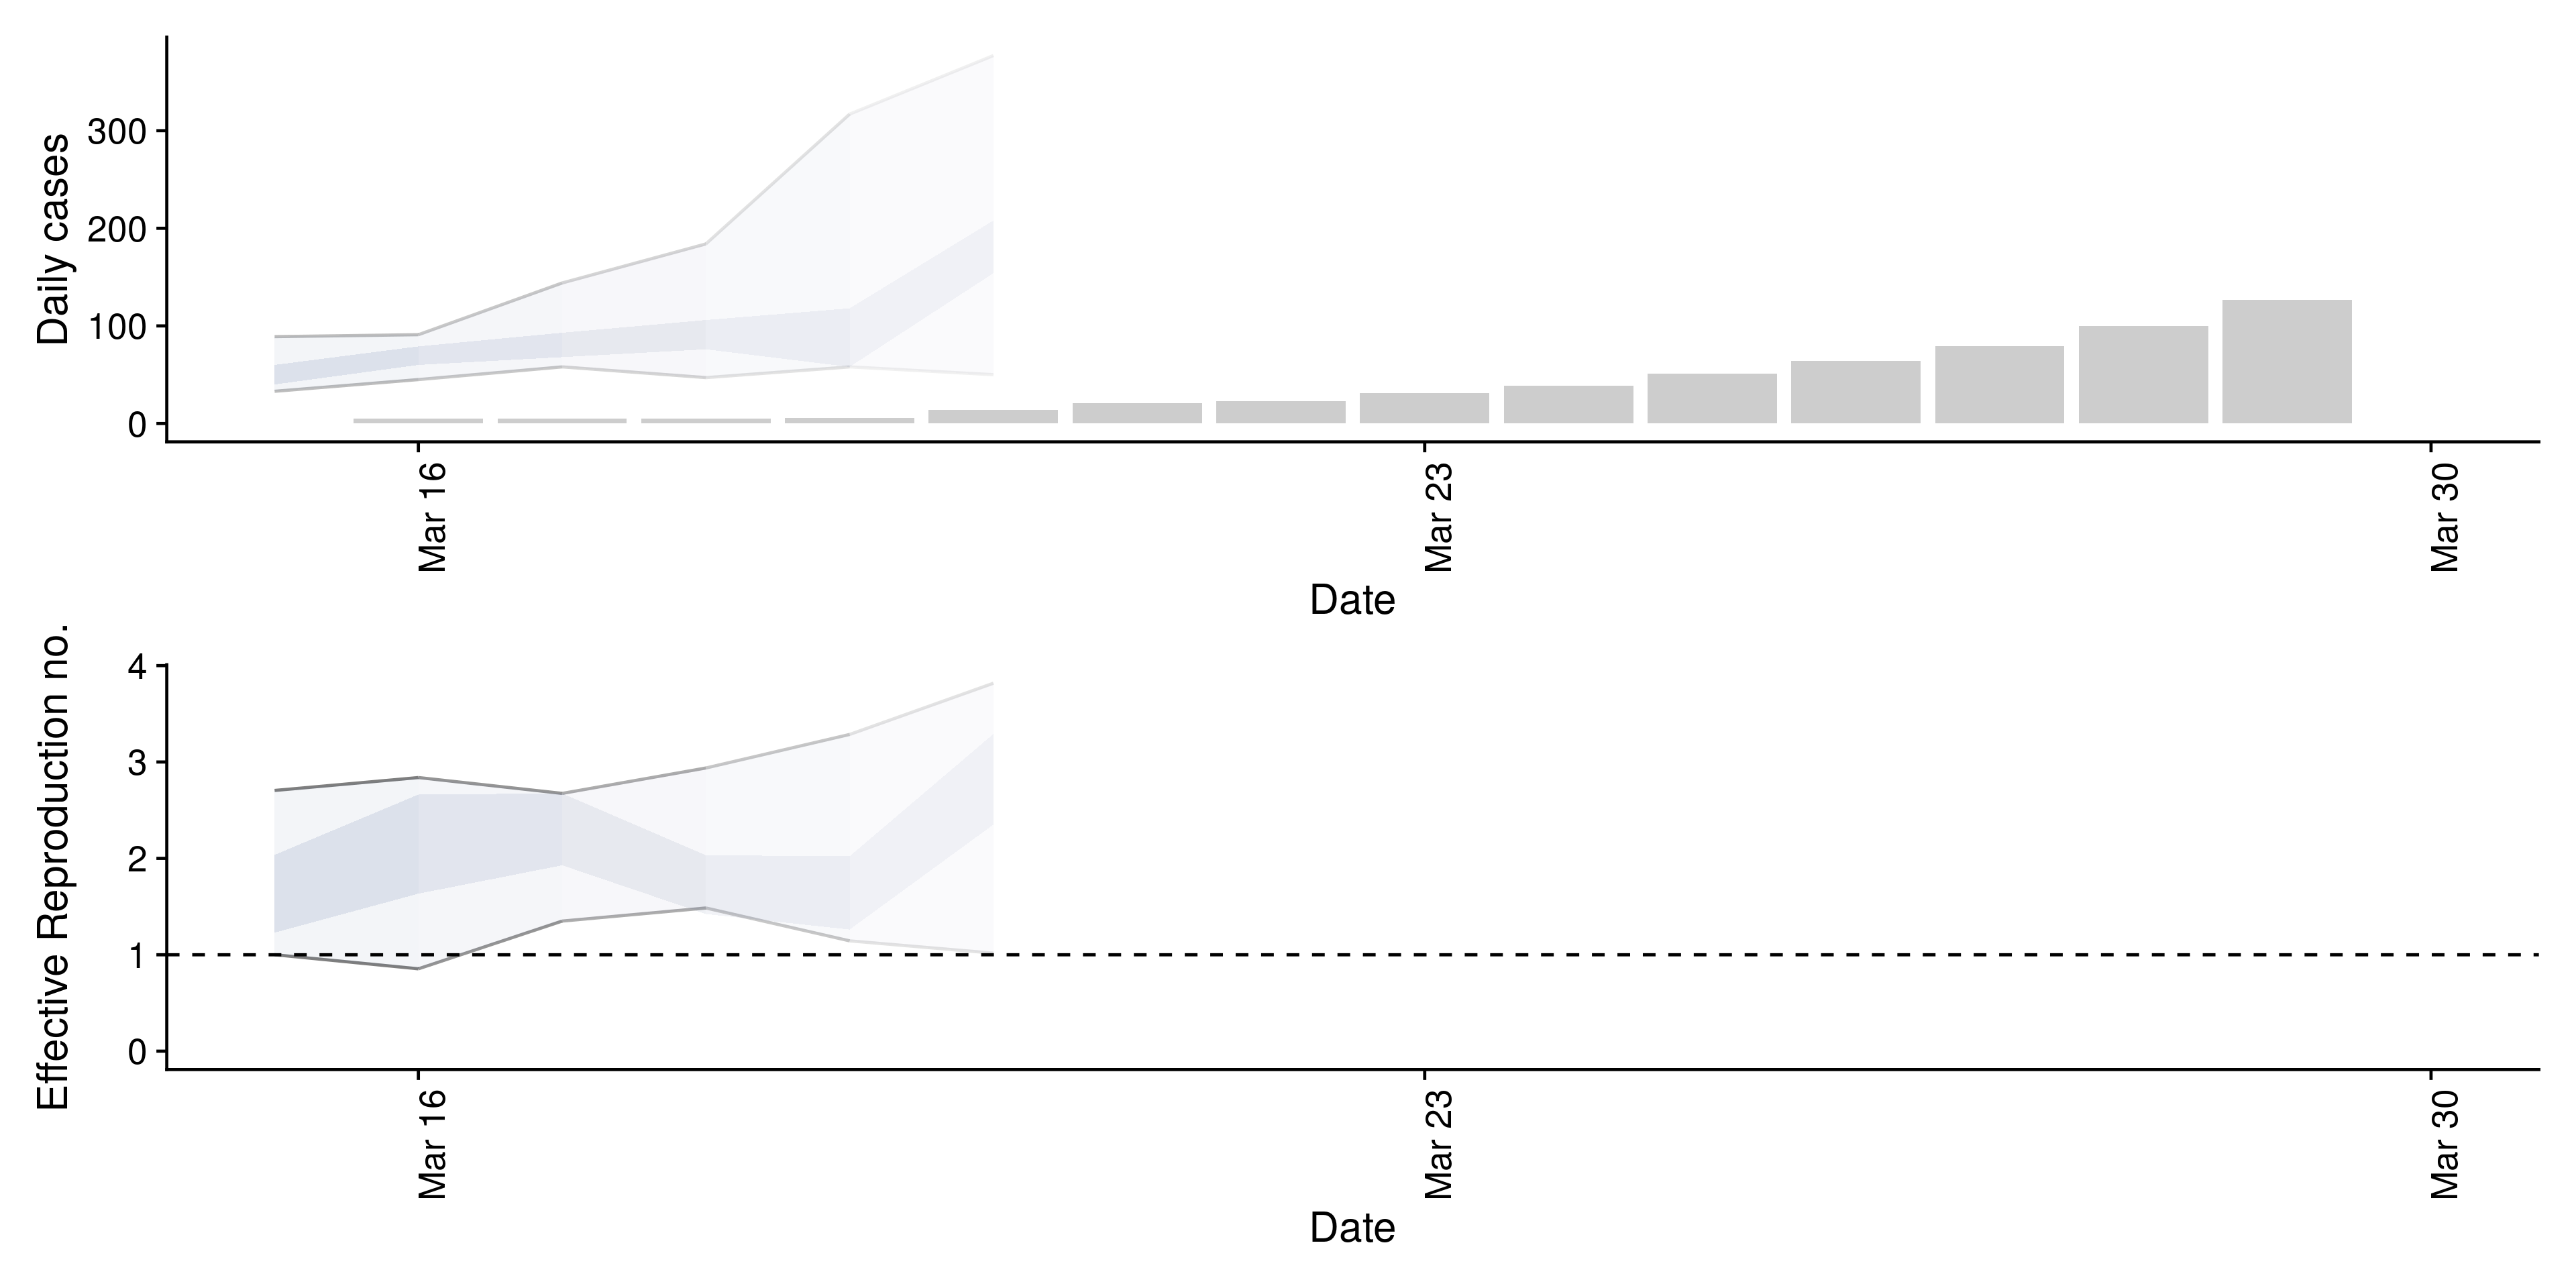 Daily cases
300
200
100
0
Mar 16
Mar 23
Mar 30
Date
Effective Reproduction no.
4
3
2
1
0
Mar 16
Mar 23
Mar 30
Date